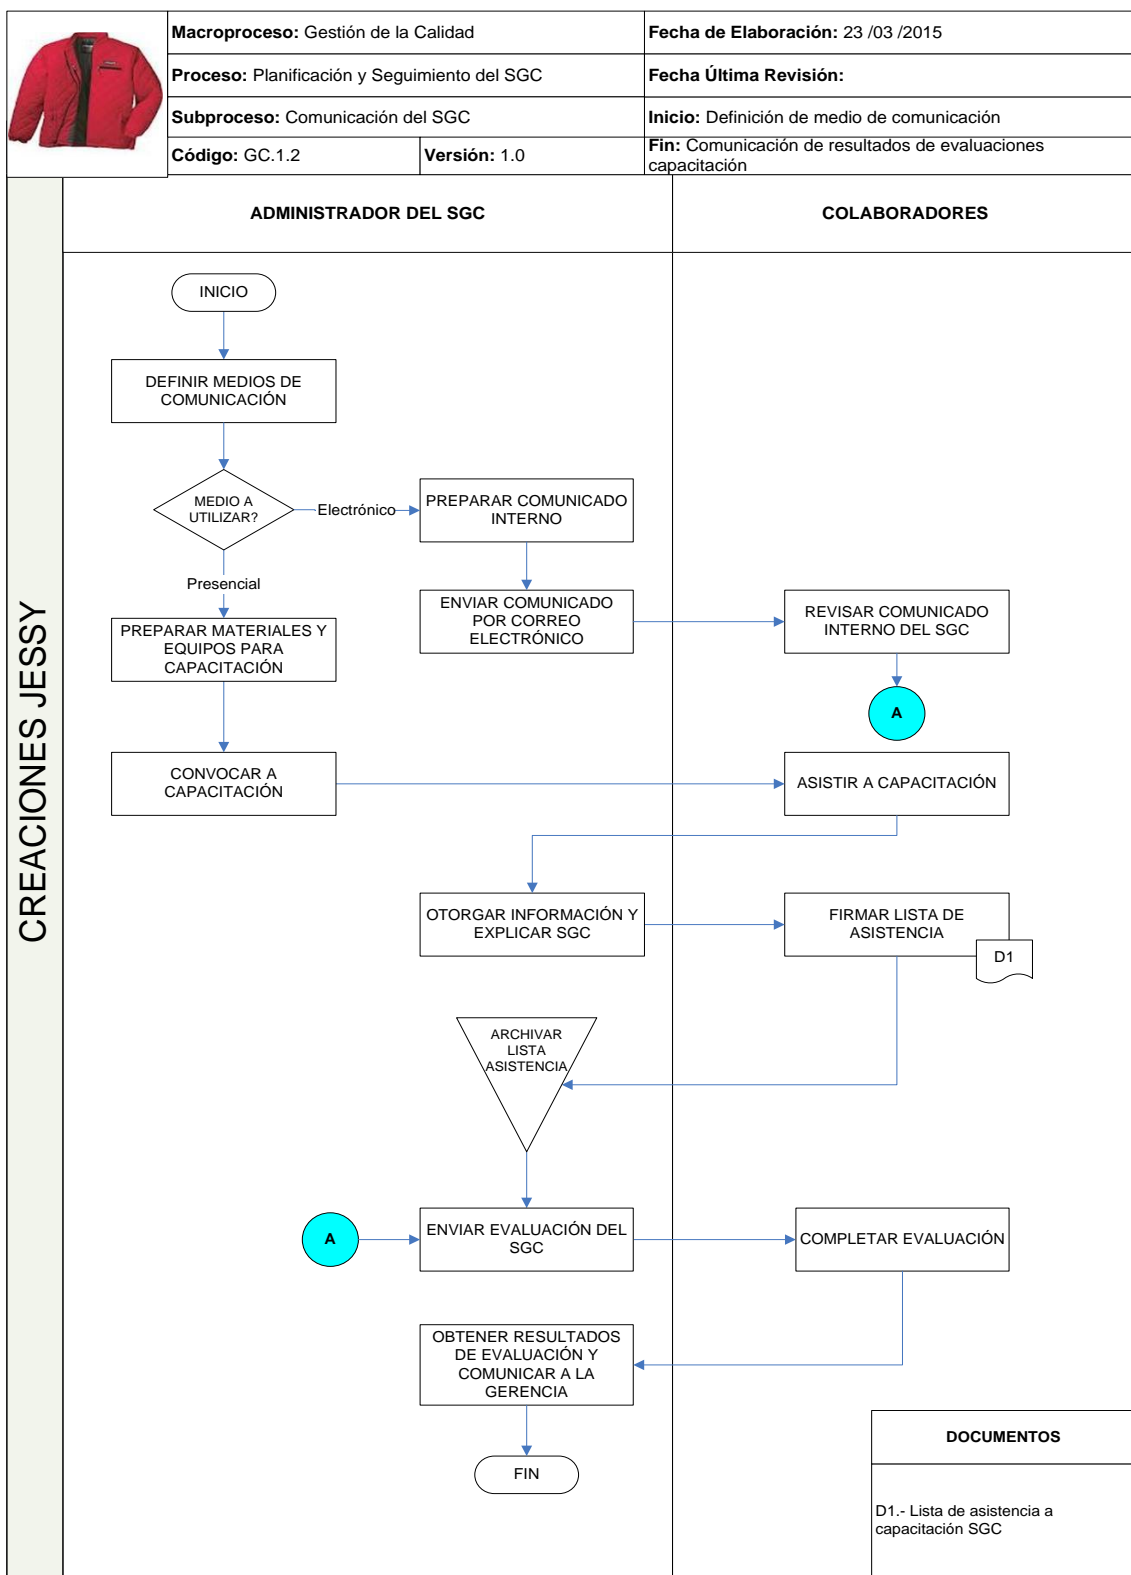 Macroproceso: Gestión de la Calidad
Fecha de Elaboración: 23 /03 /2015
Proceso: Planificación y Seguimiento del SGC
Fecha Última Revisión:
Subproceso: Comunicación del SGC
Inicio: Definición de medio de comunicación
Código: GC.1.2
Versión: 1.0
Fin: Comunicación de resultados de evaluaciones
capacitación
CREACIONES JESSY
ADMINISTRADOR DEL SGC
COLABORADORES
INICIO
DEFINIR MEDIOS DE
COMUNICACIÓN
MEDIO A
UTILIZAR?
Electrónico
PREPARAR COMUNICADO
INTERNO
Presencial
ENVIAR COMUNICADO
POR CORREO
ELECTRÓNICO
REVISAR COMUNICADO
INTERNO DEL SGC
PREPARAR MATERIALES Y
EQUIPOS PARA
CAPACITACIÓN
A
CONVOCAR A
CAPACITACIÓN
ASISTIR A CAPACITACIÓN
OTORGAR INFORMACIÓN Y
EXPLICAR SGC
FIRMAR LISTA DE
ASISTENCIA
D1
ARCHIVAR
LISTA
ASISTENCIA
A
ENVIAR EVALUACIÓN DEL
SGC
COMPLETAR EVALUACIÓN
OBTENER RESULTADOS
DE EVALUACIÓN Y
COMUNICAR A LA
GERENCIA
FIN
DOCUMENTOS
D1.- Lista de asistencia a
capacitación SGC